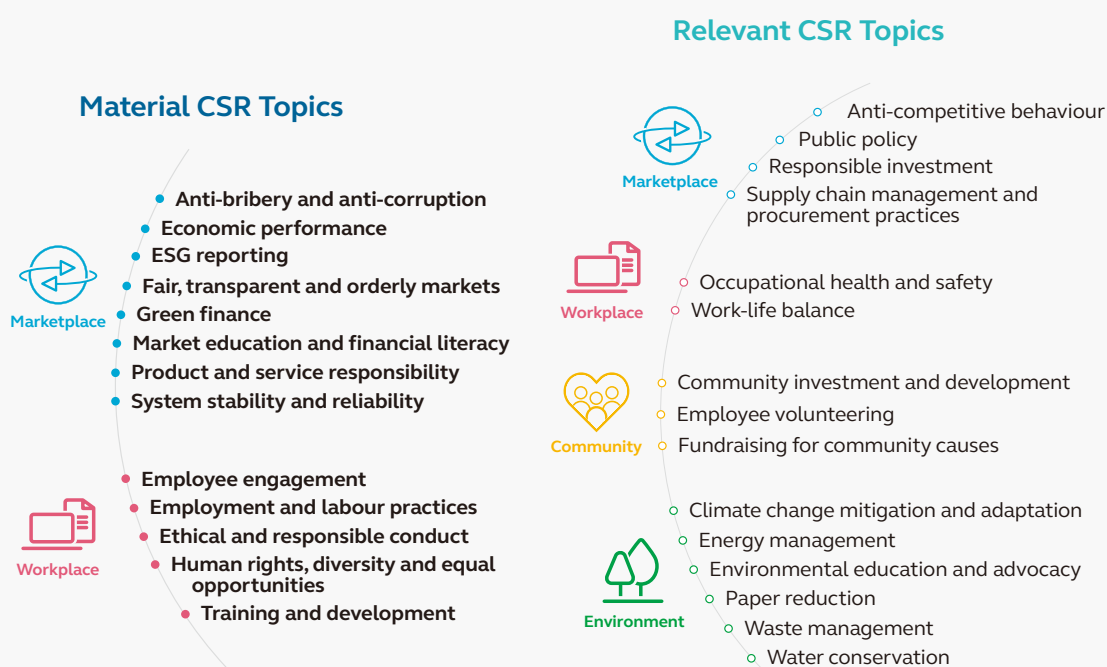 Material CSR Topics
Marketplace
Anti-bribery and anti-corruption
Economic performance
ESG reporting
Fair, transparent and orderly markets
Green finance
Market education and financial literacy
Product and service responsibility
System stability and reliability
Workplace
Employee engagement
Employment and labour practices
Ethical and responsible conduct
Human rights, diversity and equal
opportunities
Training and development
Relevant CSR Topics
Marketplace
Anti-competitive behaviour
Public policy
Responsible investment
Supply chain management and
procurement practices
Workplace
Occupational health and safety
Work-life balance
Community
Community investment and development
Employee volunteering
Fundraising for community causes
Environment
Climate change mitigation and adaptation
Energy management
Environmental education and advocacy
Paper reduction
Waste management
Water conservation